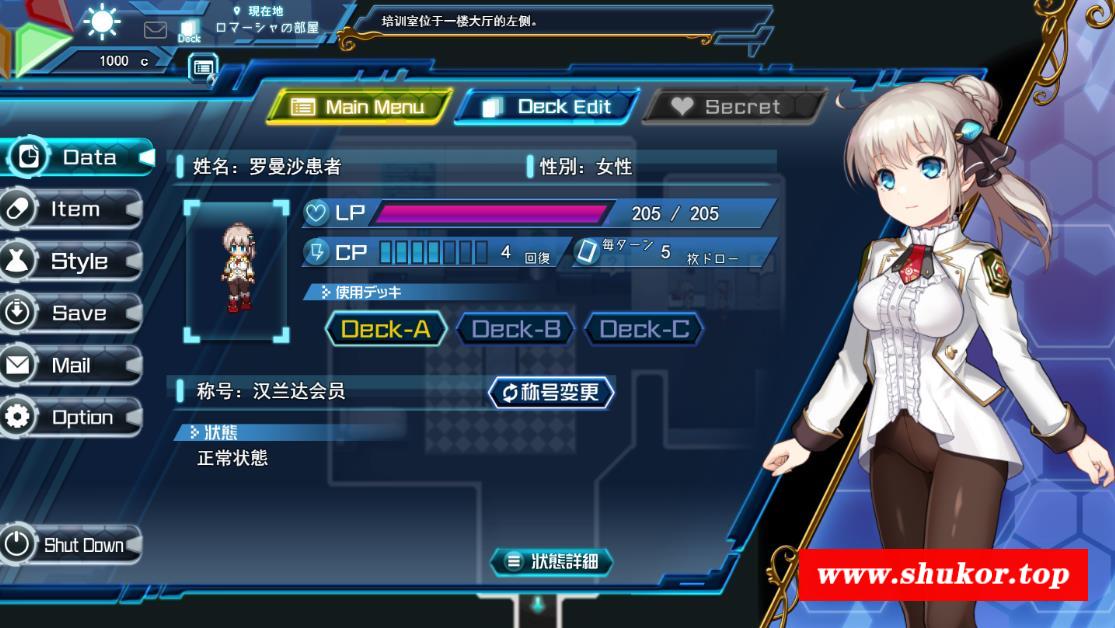 現在地
ロマーシャの部屋
培训室位于一楼大厅的左侧。
Deck
1000 c
Main Menu
Deck Edit
Secret
Data
Item
Style
Save
Mail
Option
Shut Down
姓名：罗曼沙患者
性別：女性
LP
205 / 205
CP
4 回復
毎ターン 5 枚ドロー
使用デッキ
Deck-A
Deck-B
Deck-C
称号：汉兰达会员
称号変更
状態
正常状態
状態詳細
www.shukor.top